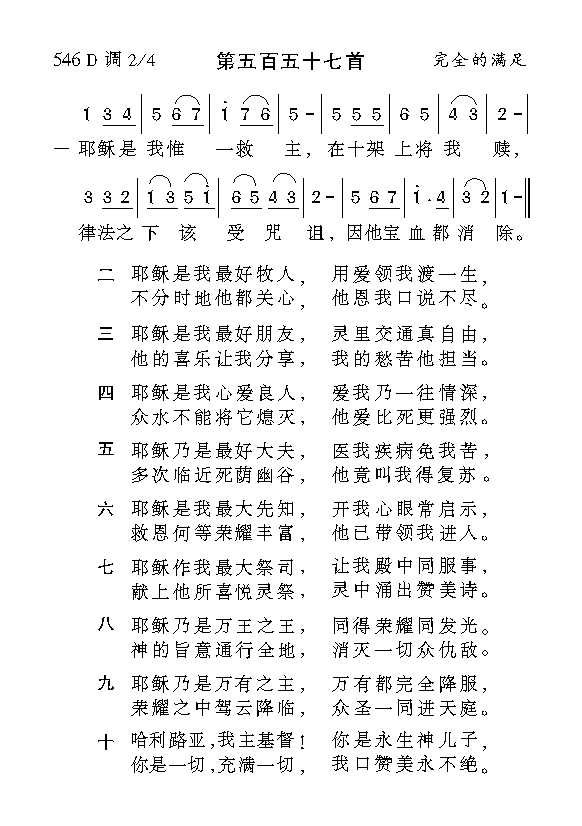 546 D 调 2/4 第五百五十七首 完全的满足
1 3 4 | 5 6 7 | 1 7 6 | 5 - | 5 5 5 | 6 5 | 4 3 | 2 - |
一 耶稣是 我惟 一救 主，在十架 上将 我 赎，
3 3 2 | 1 3 5 1 | 6 5 4 3 | 2 - | 5 6 7 | 1 . 4 | 3 2 | 1 - ‖
律法之 下 该 受 咒 诅，因他宝 血都 消 除。
二 耶稣是我最好牧人， 用爱领我渡一生，
不分时地他都关心， 他恩我口说不尽。
三 耶稣是我最好朋友， 灵里交通真自由，
他的喜乐让我分享， 我的愁苦他担当。
四 耶稣是我心爱良人， 爱我乃一往情深，
众水不能将它熄灭， 他爱比死更强烈。
五 耶稣乃是最好大夫， 医我疾病免我苦，
多次临近死荫幽谷， 他竟叫我得复苏。
六 耶稣是我最大先知， 开我心眼常启示，
救恩何等荣耀丰富， 他已带领我进人。
七 耶稣作我最大祭司， 让我殿中同服事，
献上他所喜悦灵祭， 灵中涌出赞美诗。
八 耶稣乃是万王之王， 同得荣耀同发光。
神的旨意通行全地， 消灭一切众仇敌。
九 耶稣乃是万有之主， 万有都完全降服，
荣耀之中驾云降临， 众圣一同进天庭。
十 哈利路亚，我主基督！ 你是永生神儿子，
你是一切，充满一切， 我口赞美永不绝。